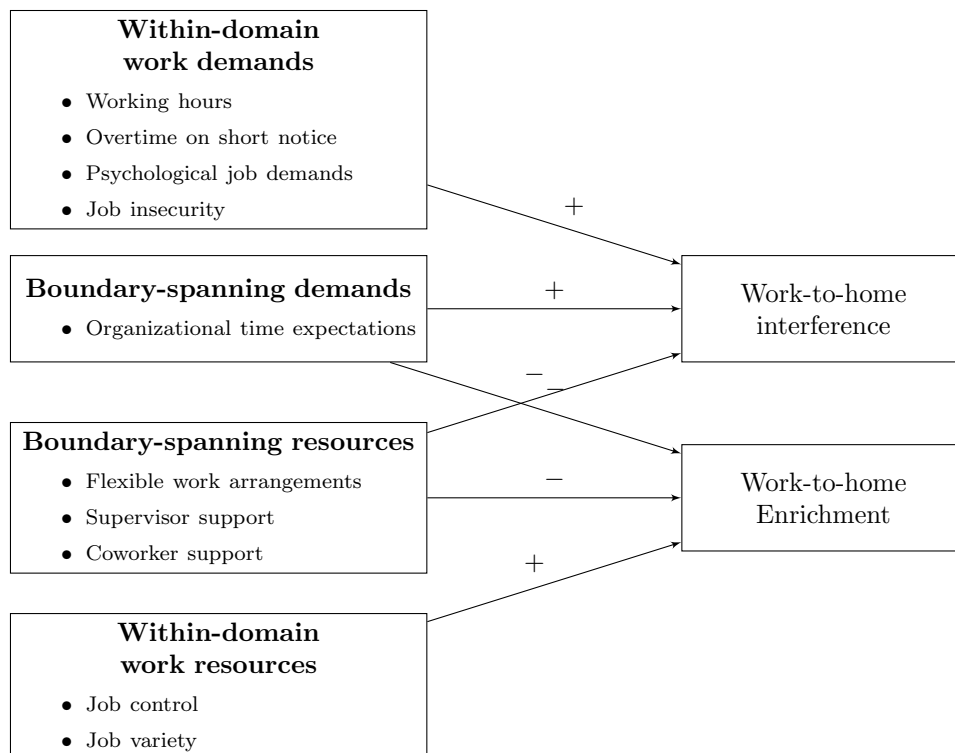 Within-domain
work demands
• Working hours
• Overtime on short notice
• Psychological job demands
• Job insecurity
+
Boundary-spanning demands
• Organizational time expectations
+
Work-to-home
interference
−
−
Boundary-spanning resources
• Flexible work arrangements
• Supervisor support
• Coworker support
−
Work-to-home
Enrichment
+
Within-domain
work resources
• Job control
• Job variety